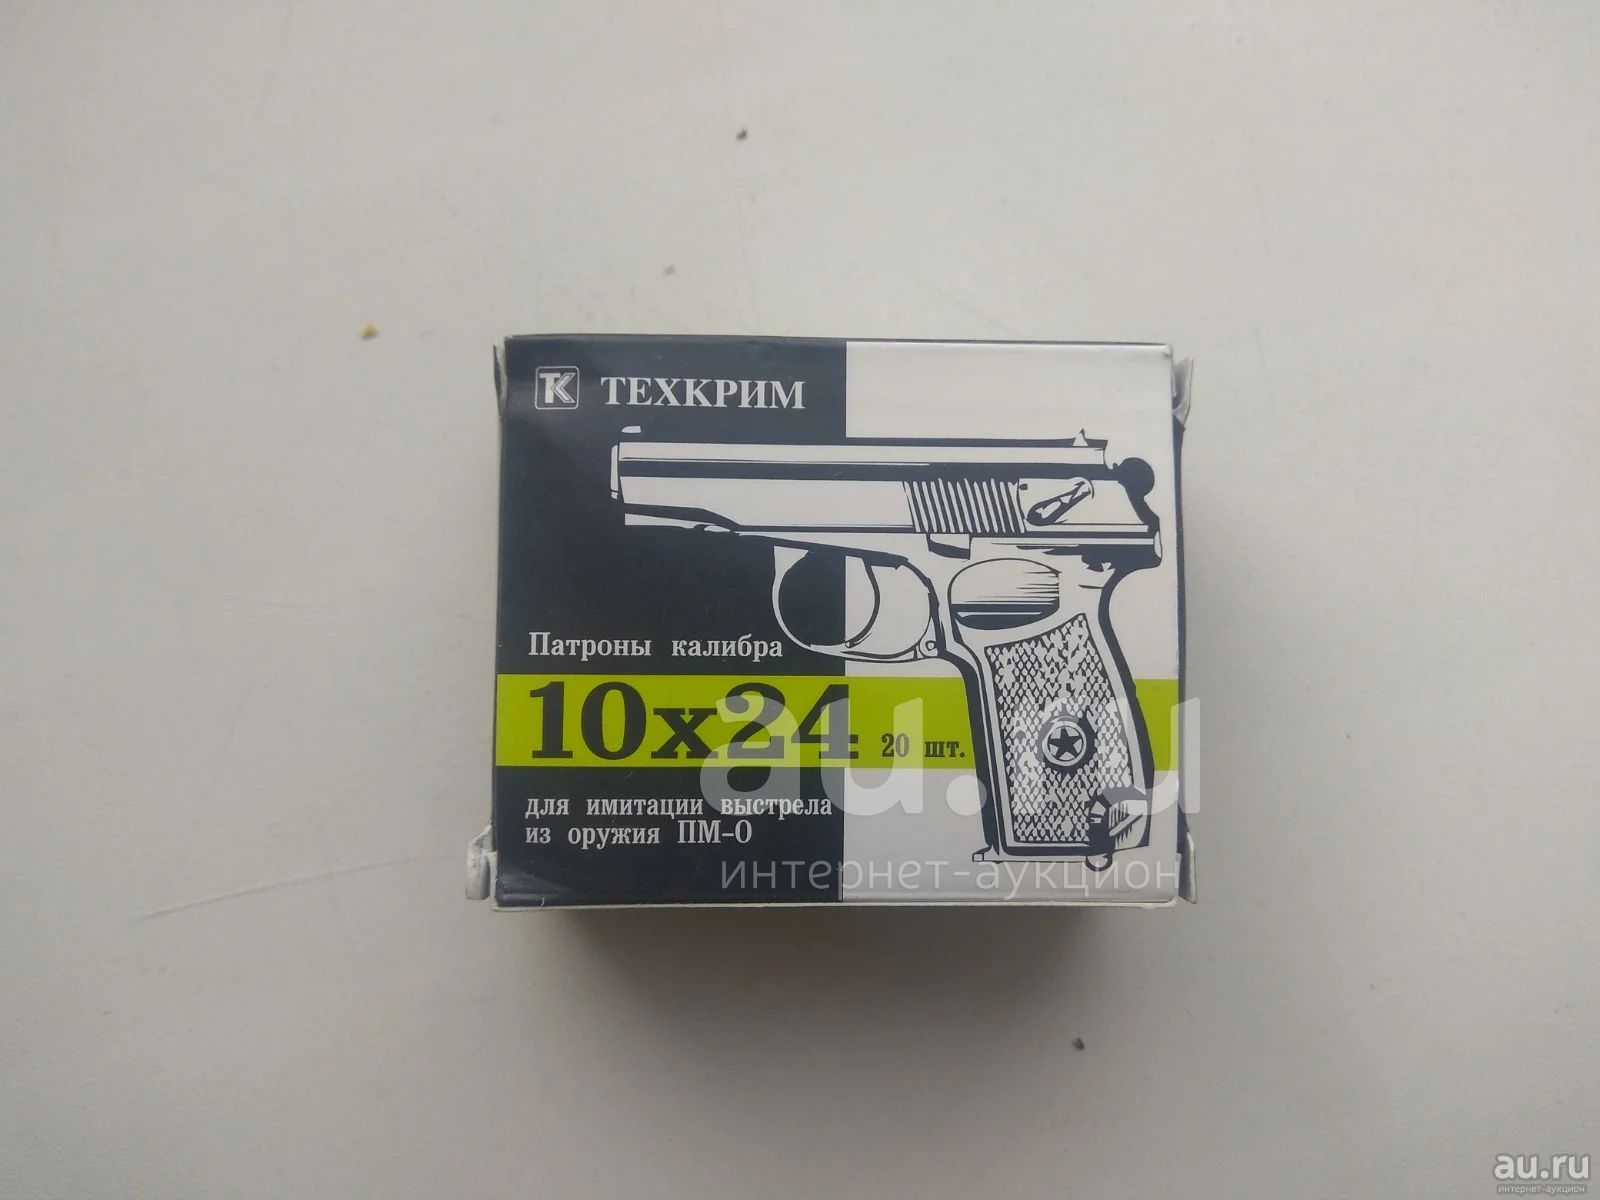 ТК ТЕХКРИМ
Патроны калибра
10х24 20 шт.
для имитации выстрела
из оружия ПМ-О
au.ru
интернет-аукцион
au.ru
интернет-аукцион